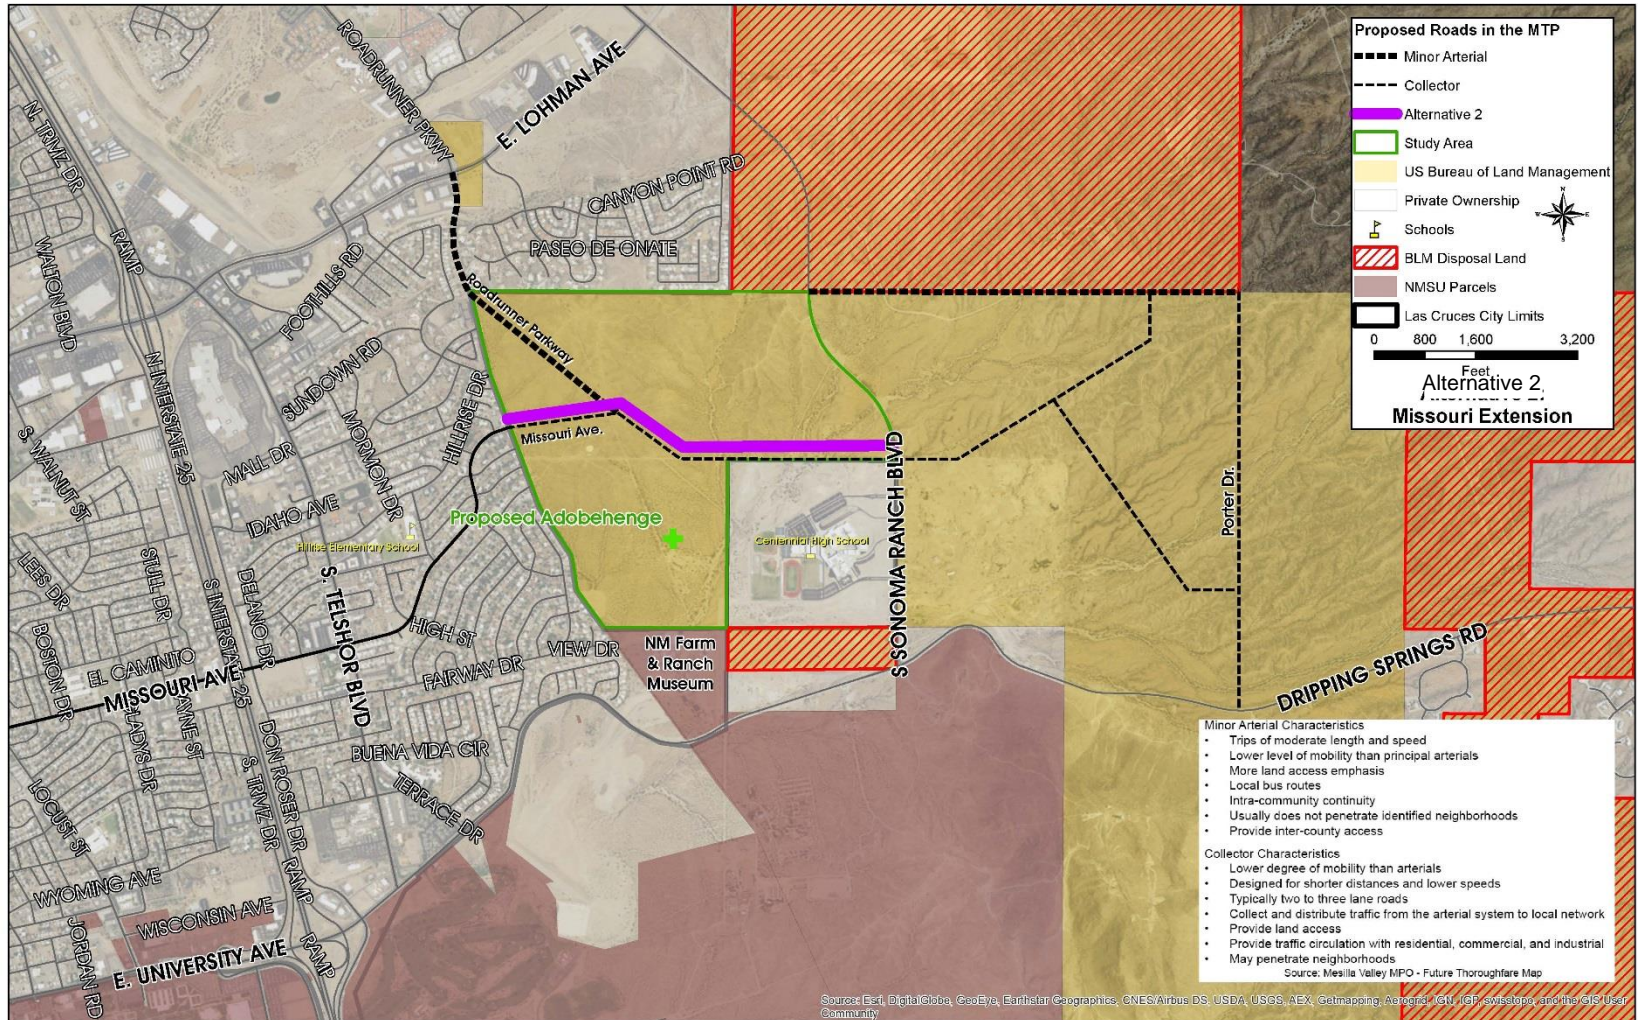 Proposed Roads in the MTP
Minor Arterial
Collector
Alternative 2
Study Area
US Bureau of Land Management
Private Ownership
Schools
BLM Disposal Land
NMSU Parcels
Las Cruces City Limits
0 800 1,600 3,200
Feet
Alternative 2
Missouri Extension
N
W E
S
ROADRUNNER PKWY
E. LOHMAN AVE
N. TRIVIZ DR
RAMP
WALTON BLVD
FOOTHILLS RD
CANYON POINT RD
PASEO DE ONATE
Roadrunner Parkway
N INTERSTATE 25
SUNDOWN RD
HILLRISE DR
MORMON DR
MALL DR
S. WALNUT ST
Missouri Ave.
IDAHO AVE
Proposed Adobehenge
Hillrise Elementary School
Centennial High School
S SONOMA RANCH BLVD
Porter Dr.
LEES DR
STULL DR
S INTERSTATE 25
DELANO DR
S. TELSHOR BLVD
BOSTON DR
EL CAMINITO
HIGH ST
VIEW DR
FAIRWAY DR
NM Farm
& Ranch
Museum
MISSOURI AVE
GLADYS DR
WAYNE ST
DON ROSER DR
S. TRIVIZ DR
BUENA VIDA CIR
TERRACE DR
DRIPPING SPRINGS RD
LOCUST ST
RAMP
WYOMING AVE
WISCONSIN AVE
JORDAN RD
E. UNIVERSITY AVE
RAMP
Minor Arterial Characteristics
• Trips of moderate length and speed
• Lower level of mobility than principal arterials
• More land access emphasis
• Local bus routes
• Intra-community continuity
• Usually does not penetrate identified neighborhoods
• Provide inter-county access
Collector Characteristics
• Lower degree of mobility than arterials
• Designed for shorter distances and lower speeds
• Typically two to three lane roads
• Collect and distribute traffic from the arterial system to local network
• Provide land access
• Provide traffic circulation with residential, commercial, and industrial
• May penetrate neighborhoods
Source: Mesilla Valley MPO - Future Thoroughfare Map
Source: Esri, DigitalGlobe, GeoEye, Earthstar Geographics, CNES/Airbus DS, USDA, USGS, AEX, Getmapping, Aerogrid, IGN, IGP, swisstopo, and the GIS User
Community